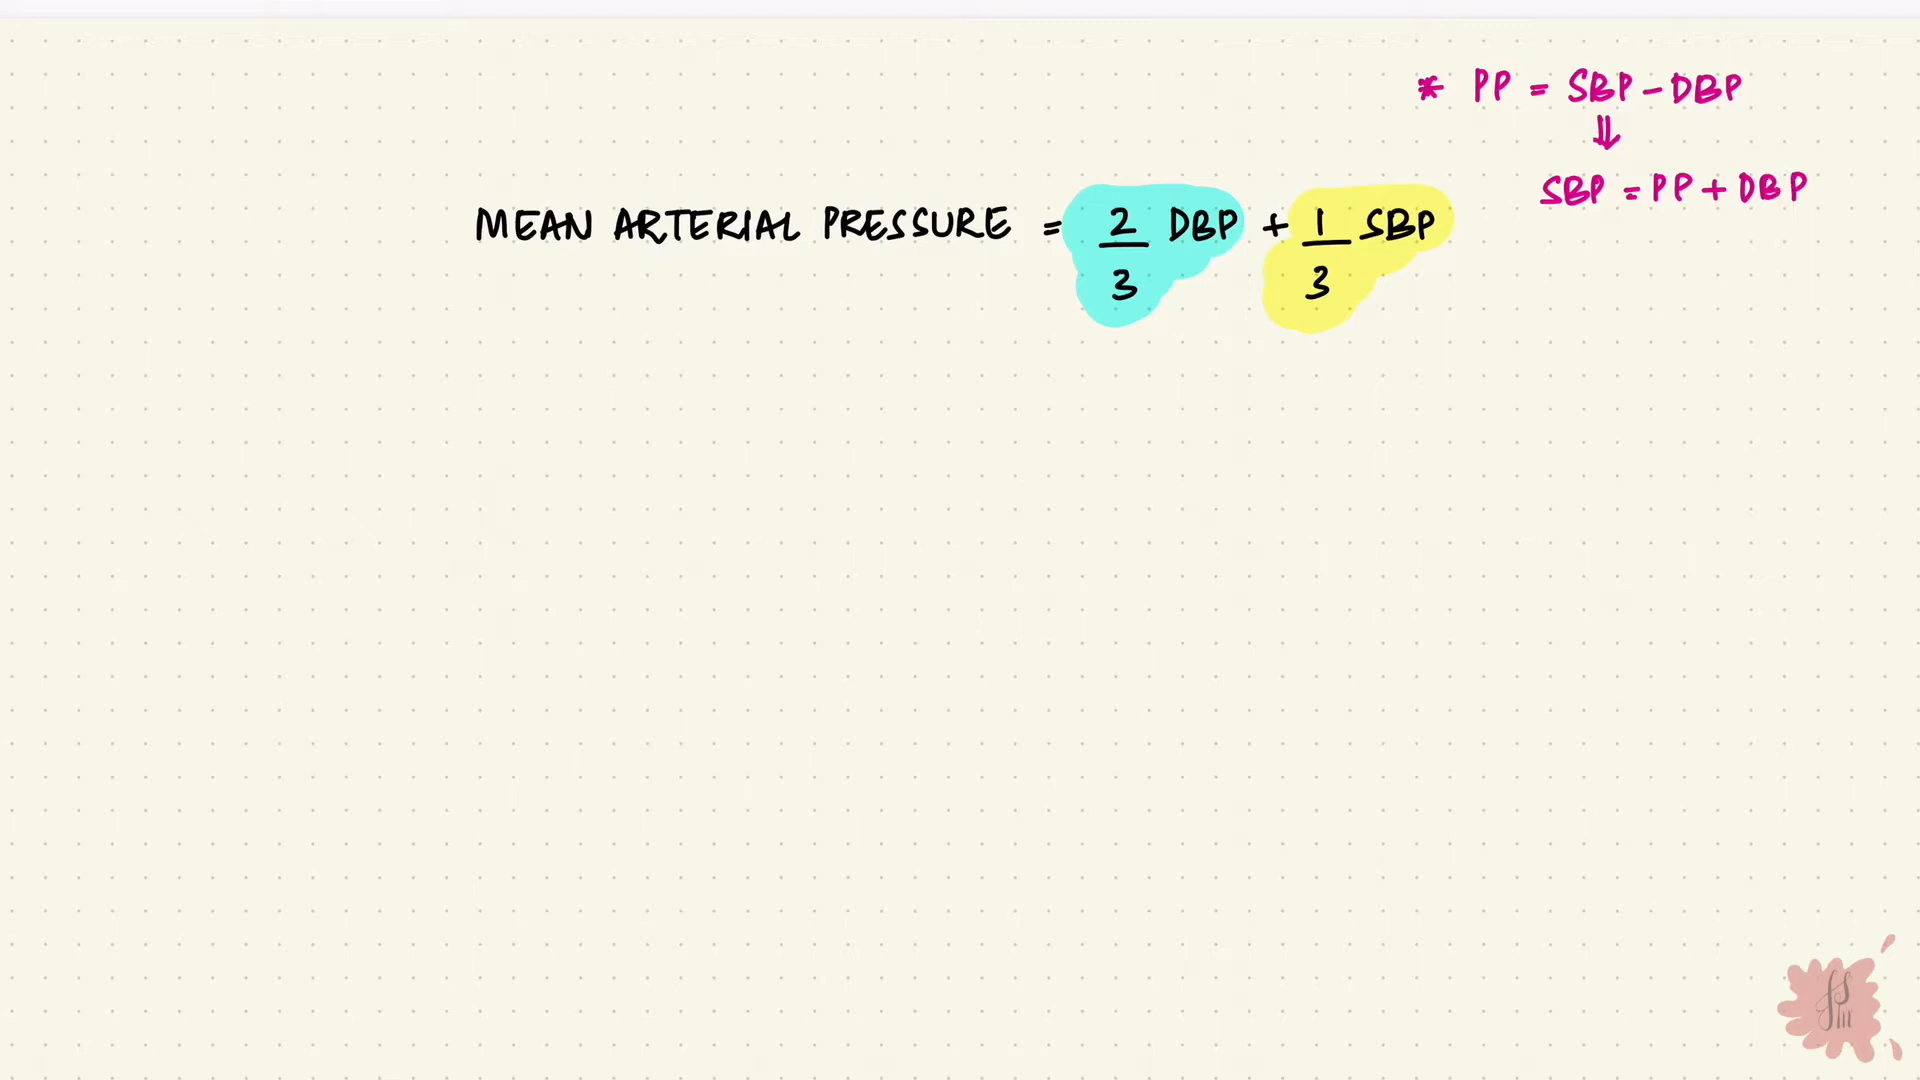 * PP = SBP - DBP
⇓
SBP = PP + DBP
MEAN ARTERIAL PRESSURE = 2/3 DBP + 1/3 SBP